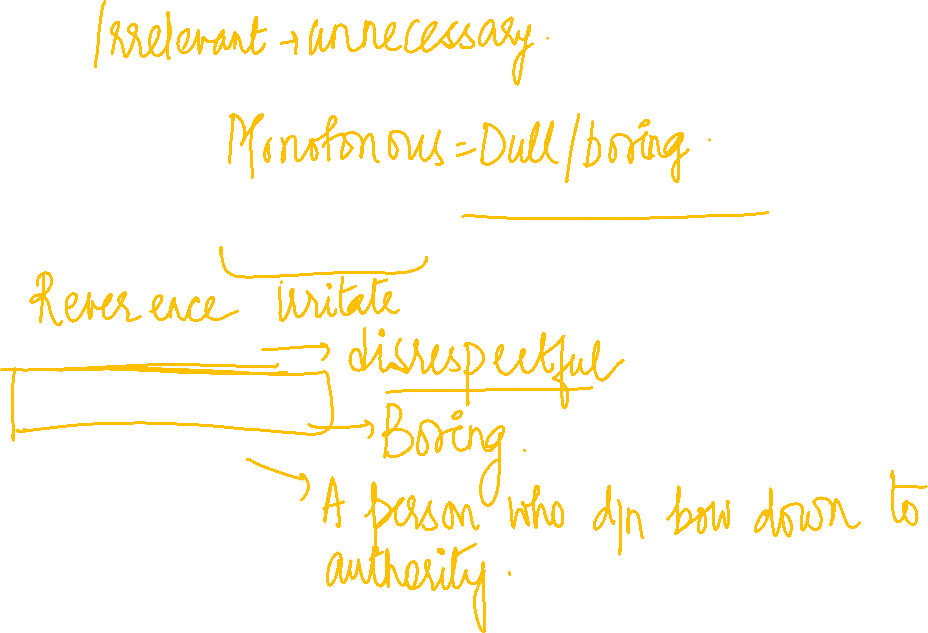 Irrelevant → unnecessary.
Monotonous = Dull/boring.
Reverence irritate
→ disrespectful
→ Boring.
→ A person who d/n bow down to
authority.